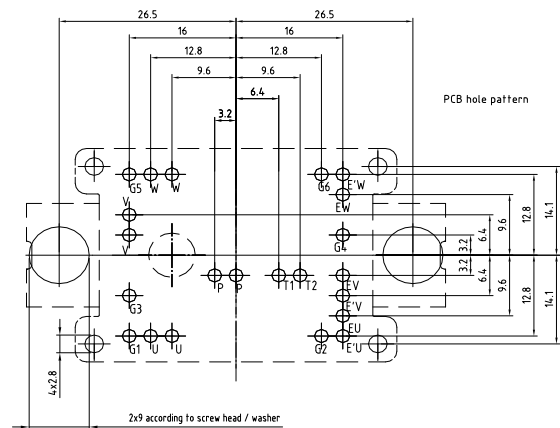 26.5 26.5
16 16
12.8 12.8
9.6 9.6
6.4
3.2
PCB hole pattern
G5 W W G6 E'W
EW
V
V G4
P P T1 T2 EV
E'V
G3
EU
G1 U U G2 E'U
3.2
6.4
9.6
12.8
14.1
3.2
6.4
9.6
12.8
14.1
4x2.8
2x9 according to screw head / washer